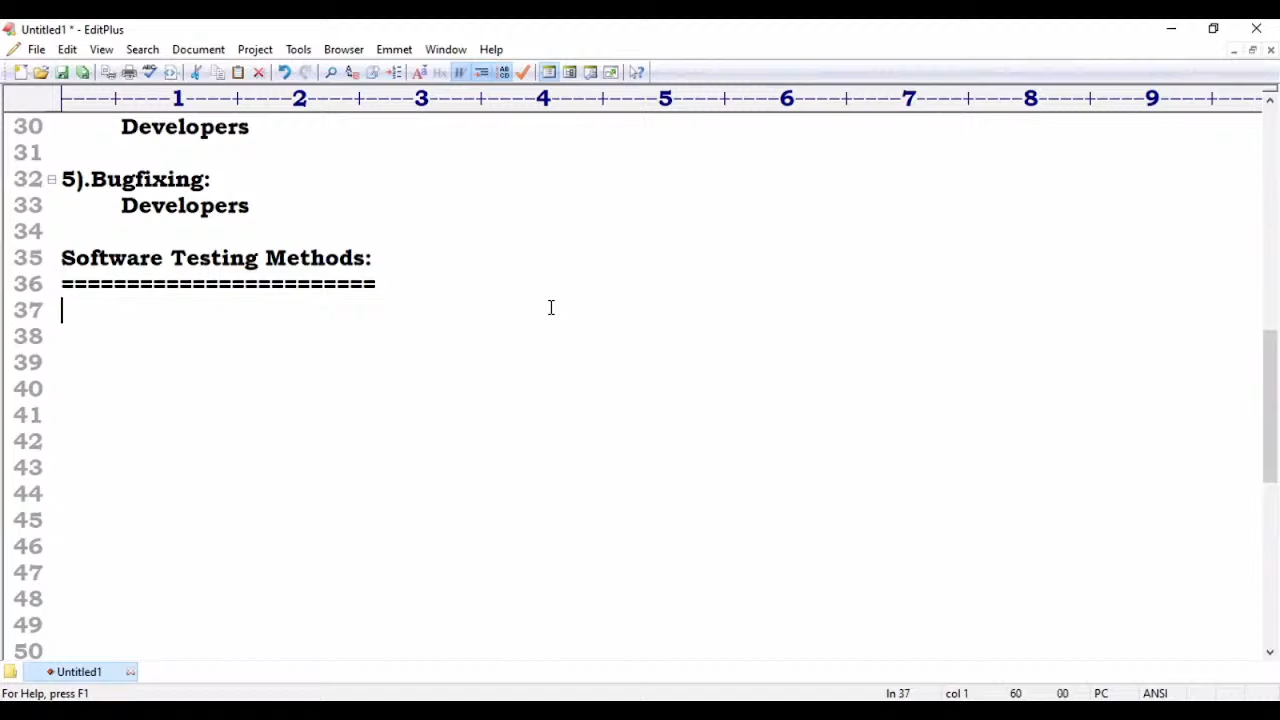 Untitled1 * - EditPlus
File Edit View Search Document Project Tools Browser Emmet Window Help
----+----1----+----2----+----3----+----4----+----5----+----6----+----7----+----8----+----9----+----
30 Developers
31
32 5).Bugfixing:
33 Developers
34
35 Software Testing Methods:
36 ========================
37
38
39
40
41
42
43
44
45
46
47
48
49
50
Untitled1
For Help, press F1 ln 37 col 1 60 00 PC ANSI